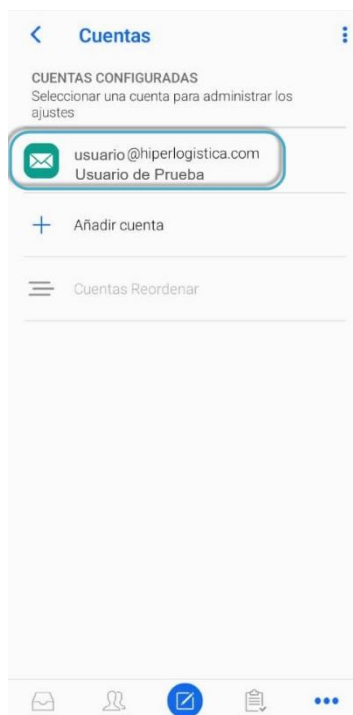 Cuentas
CUENTAS CONFIGURADAS
Seleccionar una cuenta para administrar los
ajustes
usuario@hiperlogistica.com
Usuario de Prueba
Añadir cuenta
Cuentas Reordenar